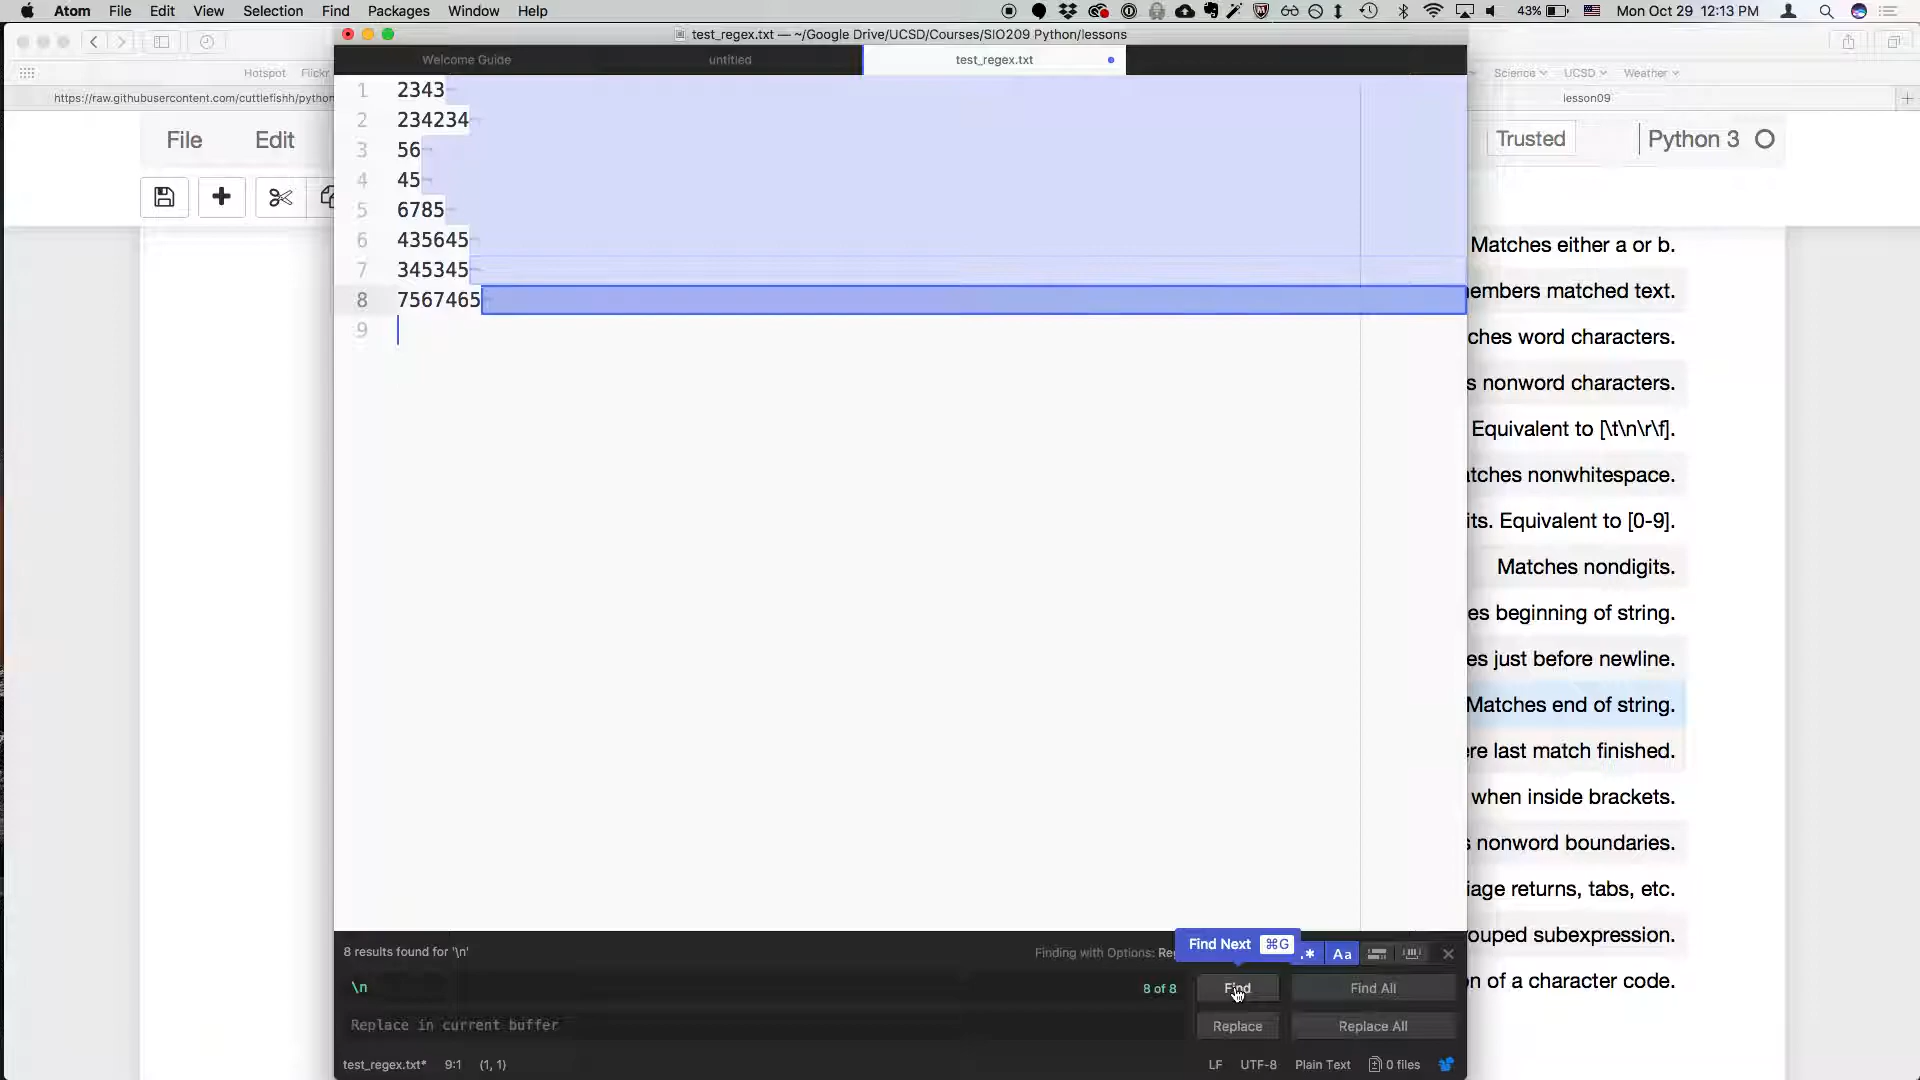 Atom File Edit View Selection Find Packages Window Help 43% Mon Oct 29 12:13 PM
test_regex.txt — ~/Google Drive/UCSD/Courses/SIO209 Python/lessons
Welcome Guide untitled test_regex.txt
Hotspot Flickr Science UCSD Weather
https://raw.githubusercontent.com/cuttlefishh/python lesson09
File Edit Trusted Python 3
1 2343
2 234234
3 56
4 45
5 6785
6 435645
7 345345
8 7567465
9
Matches either a or b.
embers matched text.
ches word characters.
s nonword characters.
Equivalent to [\t\n\r\f].
tches nonwhitespace.
its. Equivalent to [0-9].
Matches nondigits.
es beginning of string.
es just before newline.
Matches end of string.
ere last match finished.
when inside brackets.
s nonword boundaries.
iage returns, tabs, etc.
ouped subexpression.
n of a character code.
8 results found for '\n' Finding with Options: Reg
Find Next ⌘G .* Aa
\n 8 of 8 Find Find All
Replace in current buffer Replace Replace All
test_regex.txt* 9:1 (1, 1) LF UTF-8 Plain Text 0 files